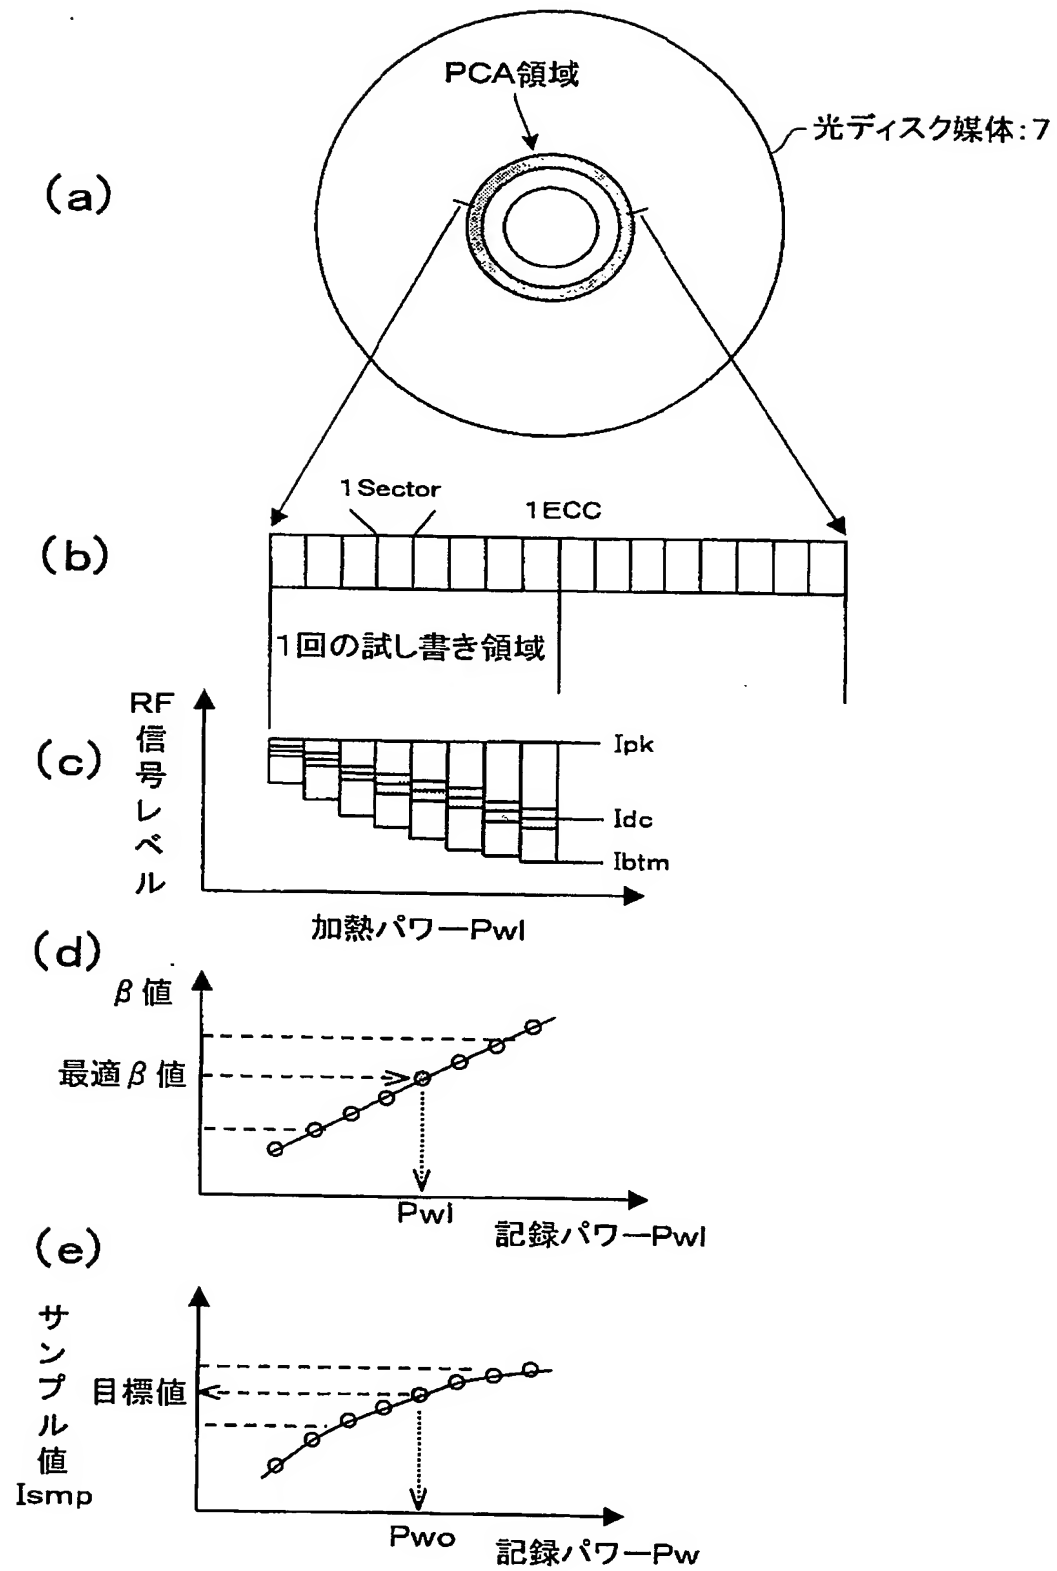 (a)
PCA領域
光ディスク媒体:7
(b)
1Sector
1ECC
1回の試し書き領域
(c)
RF信号レベル
Ipk
Idc
Ibtm
加熱パワーPwl
(d)
β値
最適β値
Pwl
記録パワーPwl
(e)
サンプル値
Ismp
目標値
Pwo
記録パワーPw